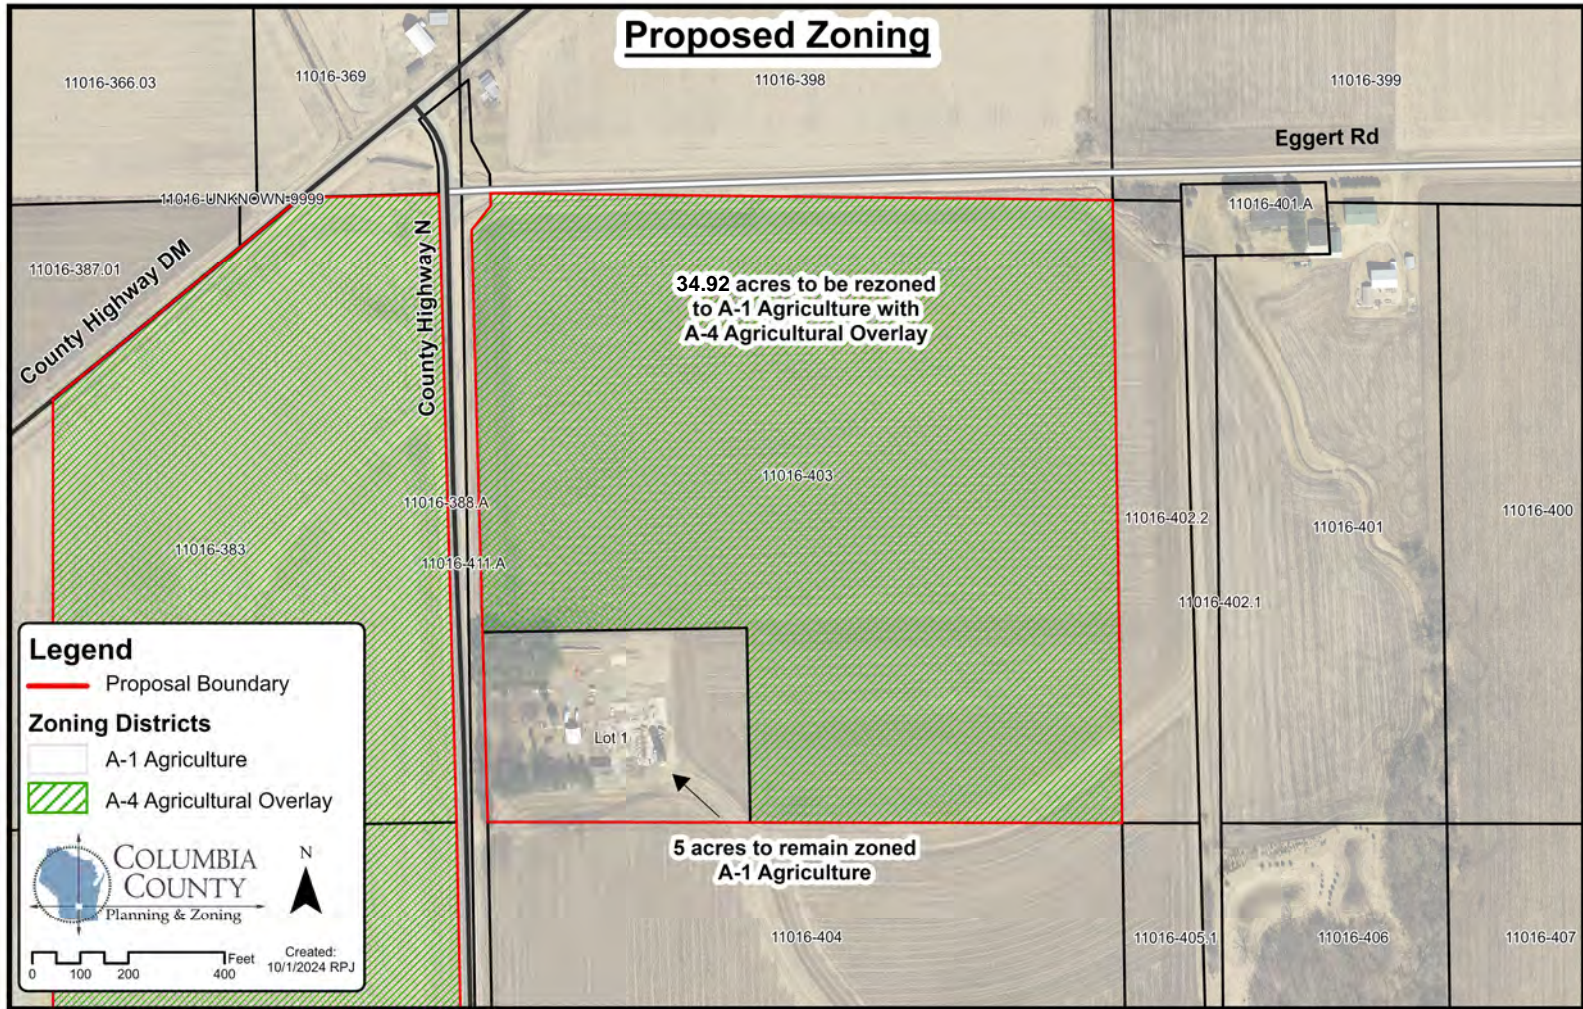 Proposed Zoning
11016-366.03
11016-369
11016-398
11016-399
Eggert Rd
11016-UNKNOWN-9999
11016-401.A
11016-387.01
County Highway DM
County Highway N
34.92 acres to be rezoned
to A-1 Agriculture with
A-4 Agricultural Overlay
11016-403
11016-388.A
11016-383
11016-411.A
11016-402.2
11016-401
11016-400
11016-402.1
Lot 1
5 acres to remain zoned
A-1 Agriculture
11016-404
11016-405.1
11016-406
11016-407
Legend
Proposal Boundary
Zoning Districts
A-1 Agriculture
A-4 Agricultural Overlay
COLUMBIA
COUNTY
Planning & Zoning
N
Feet
0 100 200 400
Created:
10/1/2024 RPJ